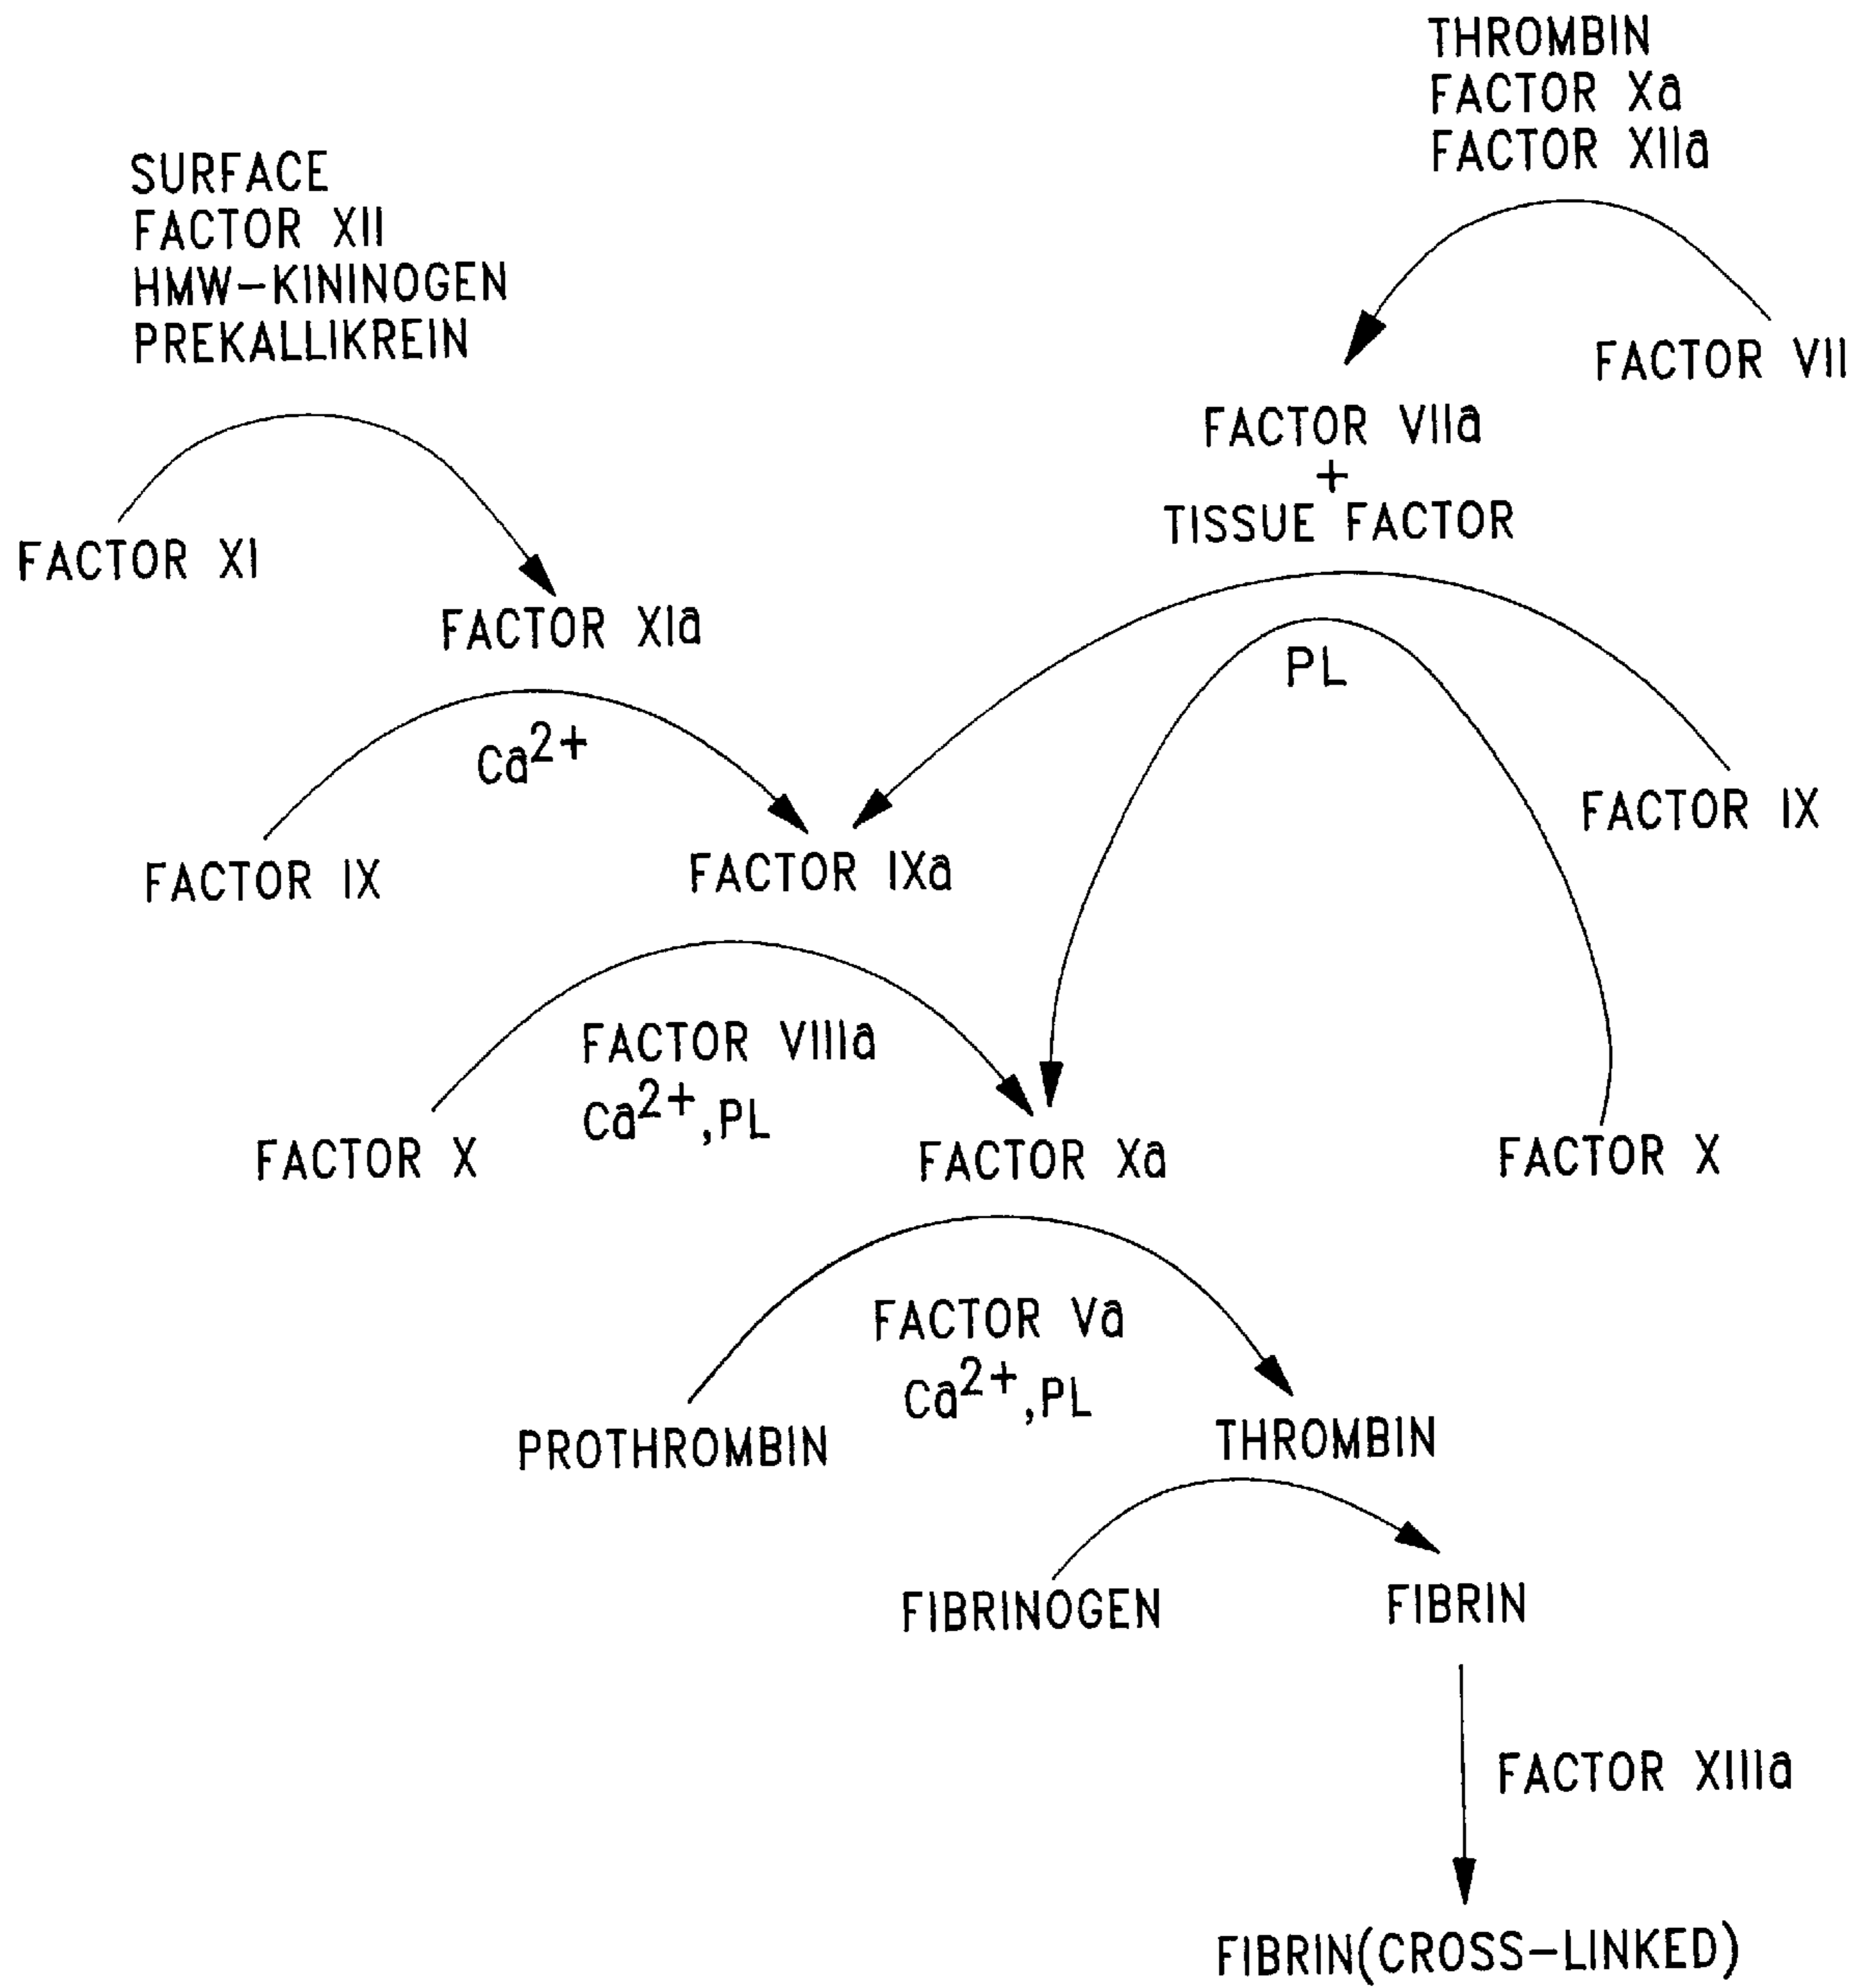 THROMBIN
FACTOR Xa
FACTOR XIIa
SURFACE
FACTOR XII
HMW-KININOGEN
PREKALLIKREIN
FACTOR VII
FACTOR VIIa
+
TISSUE FACTOR
FACTOR XI
FACTOR XIa
PL
Ca2+
FACTOR IX
FACTOR IX
FACTOR IXa
FACTOR VIIIa
Ca2+,PL
FACTOR X
FACTOR Xa
FACTOR X
FACTOR Va
Ca2+,PL
PROTHROMBIN
THROMBIN
FIBRINOGEN
FIBRIN
FACTOR XIIIa
FIBRIN(CROSS-LINKED)